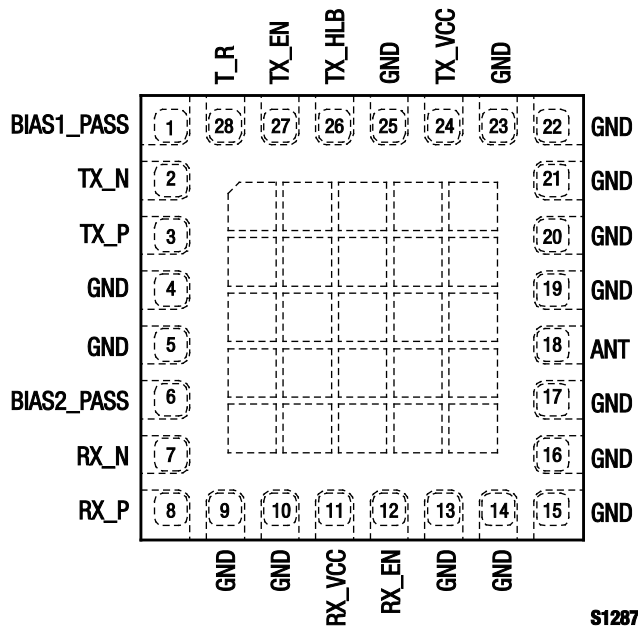 T_R
TX_EN
TX_HLB
GND
TX_VCC
GND
BIAS1_PASS 1 28 27 26 25 24 23 22 GND
TX_N 2 21 GND
TX_P 3 20 GND
GND 4 19 GND
GND 5 18 ANT
BIAS2_PASS 6 17 GND
RX_N 7 16 GND
RX_P 8 9 10 11 12 13 14 15 GND
GND
GND
RX_VCC
RX_EN
GND
GND
S1287